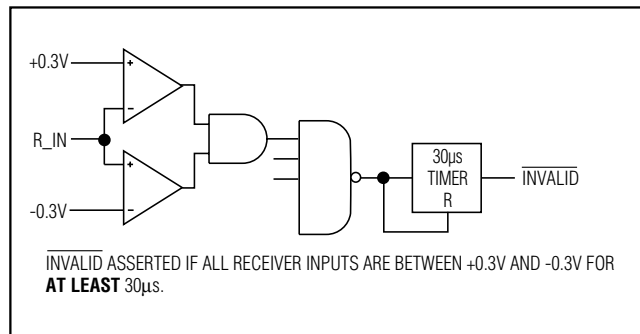 +0.3V
+
-
R_IN
+
-
-0.3V
30µs
TIMER
R
INVALID
INVALID ASSERTED IF ALL RECEIVER INPUTS ARE BETWEEN +0.3V AND -0.3V FOR
AT LEAST 30µs.